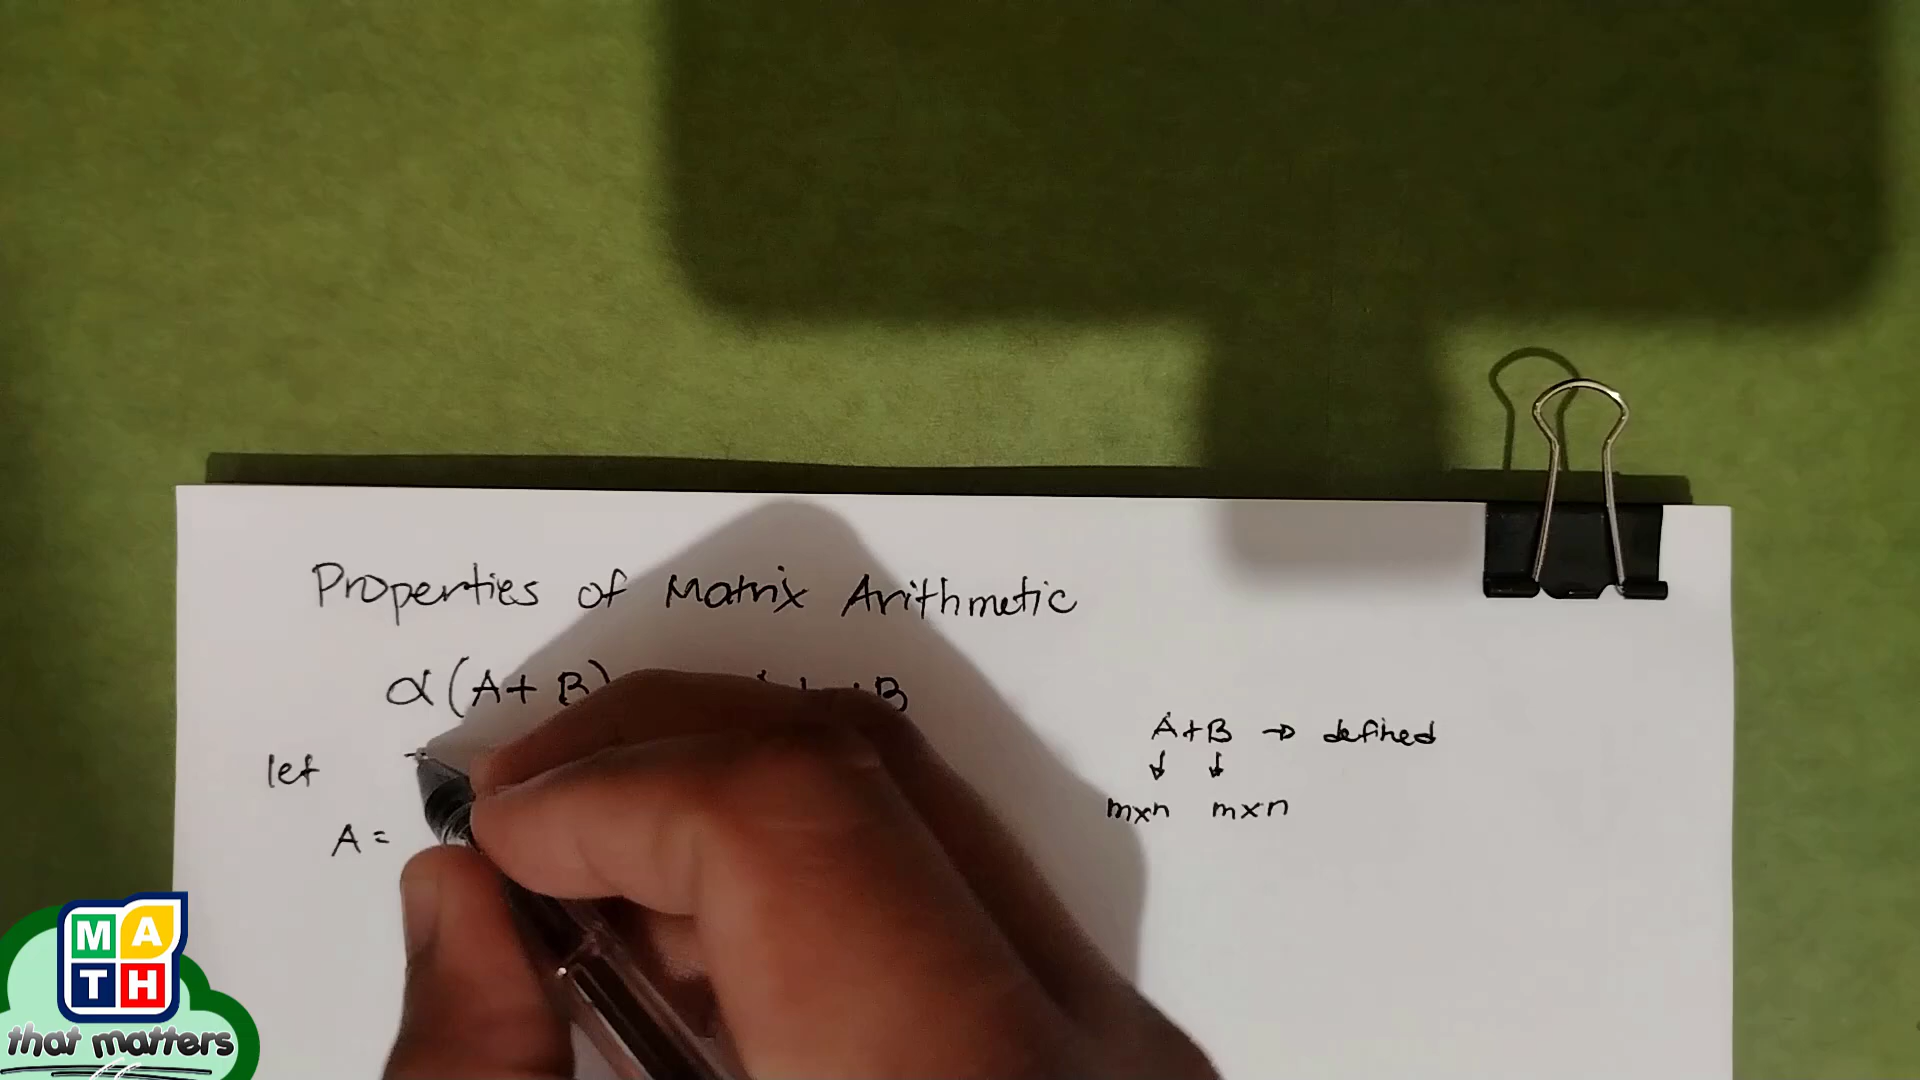 Properties of Matrix Arithmetic
α(A+B) B
let
A =
A+B → defined
↓ ↓
m×n m×n
MATH
that matters